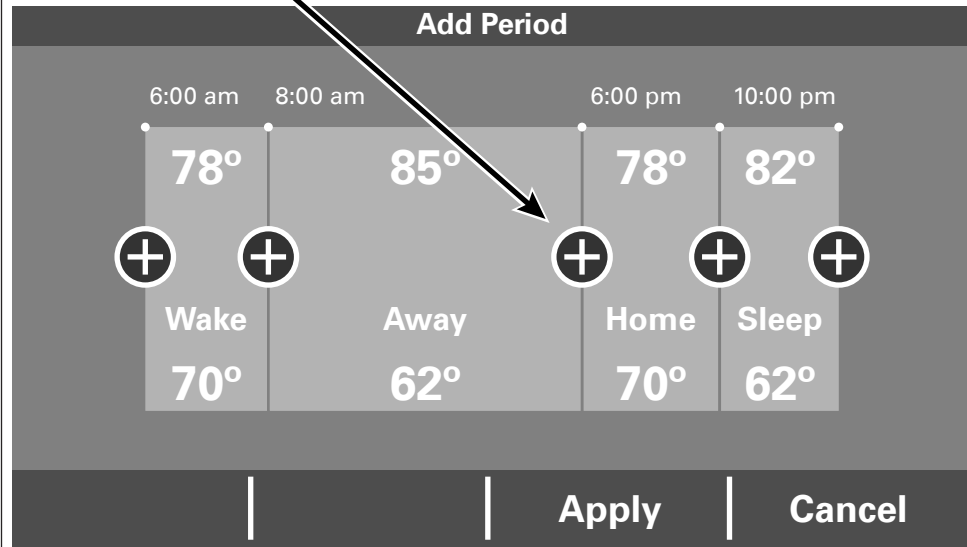 Add Period
6:00 am 8:00 am 6:00 pm 10:00 pm
78º 85º 78º 82º
Wake Away Home Sleep
70º 62º 70º 62º
Apply Cancel